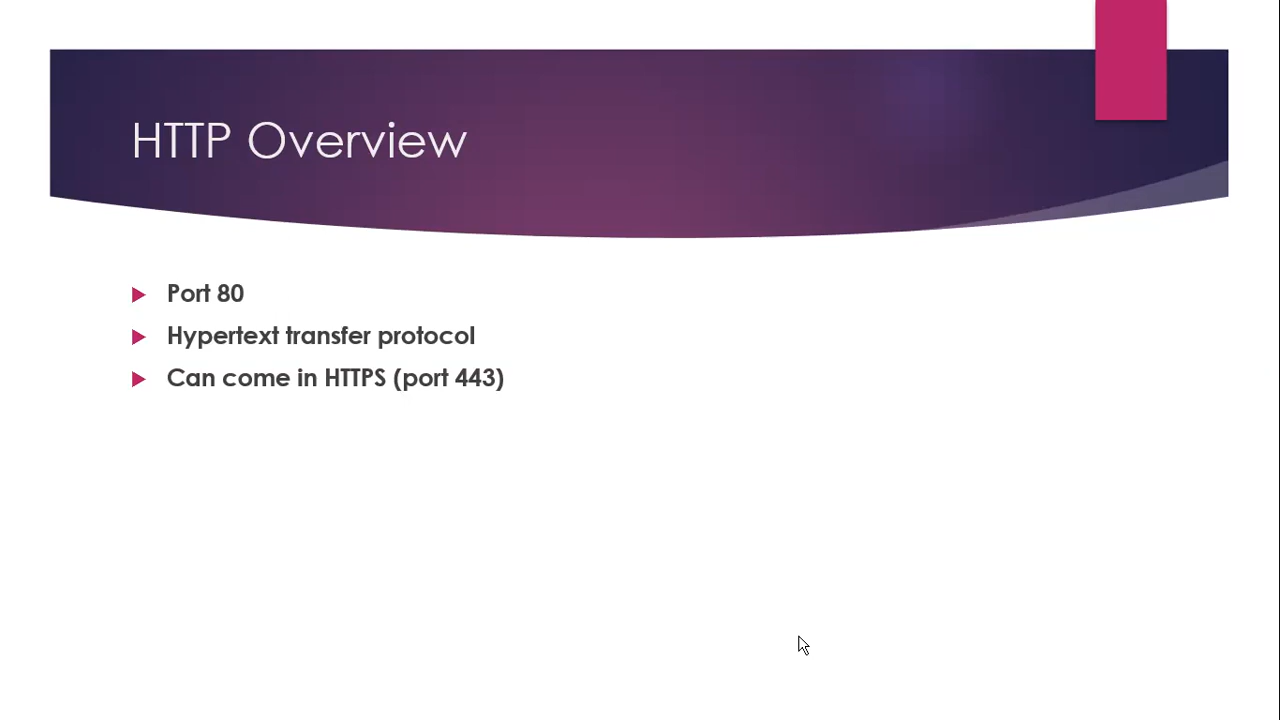 HTTP Overview
Port 80
Hypertext transfer protocol
Can come in HTTPS (port 443)